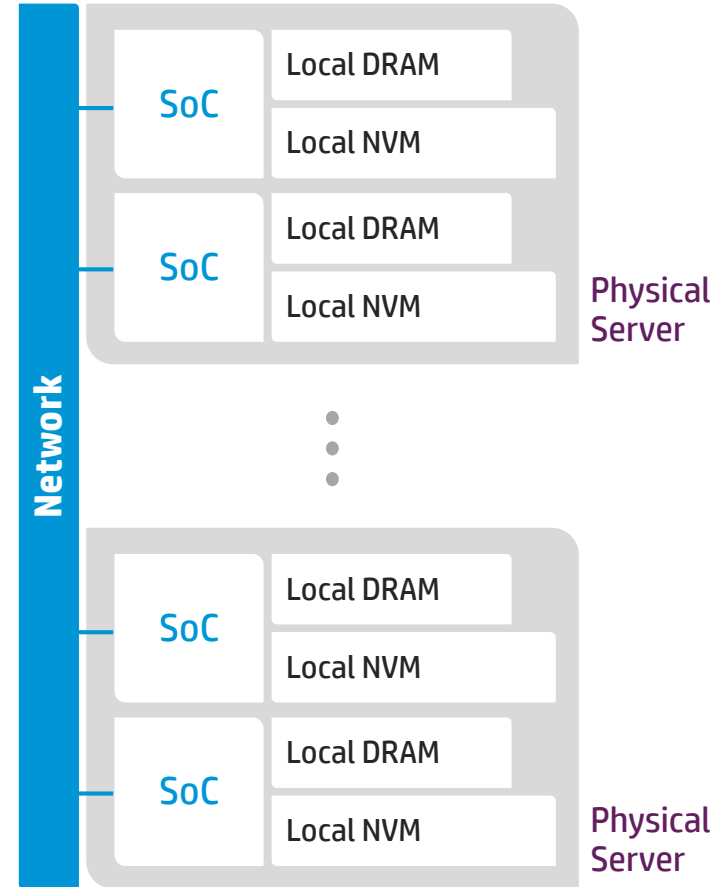 SoC
Local DRAM
Local NVM
SoC
Local DRAM
Local NVM
Physical
Server
Network
SoC
Local DRAM
Local NVM
SoC
Local DRAM
Local NVM
Physical
Server